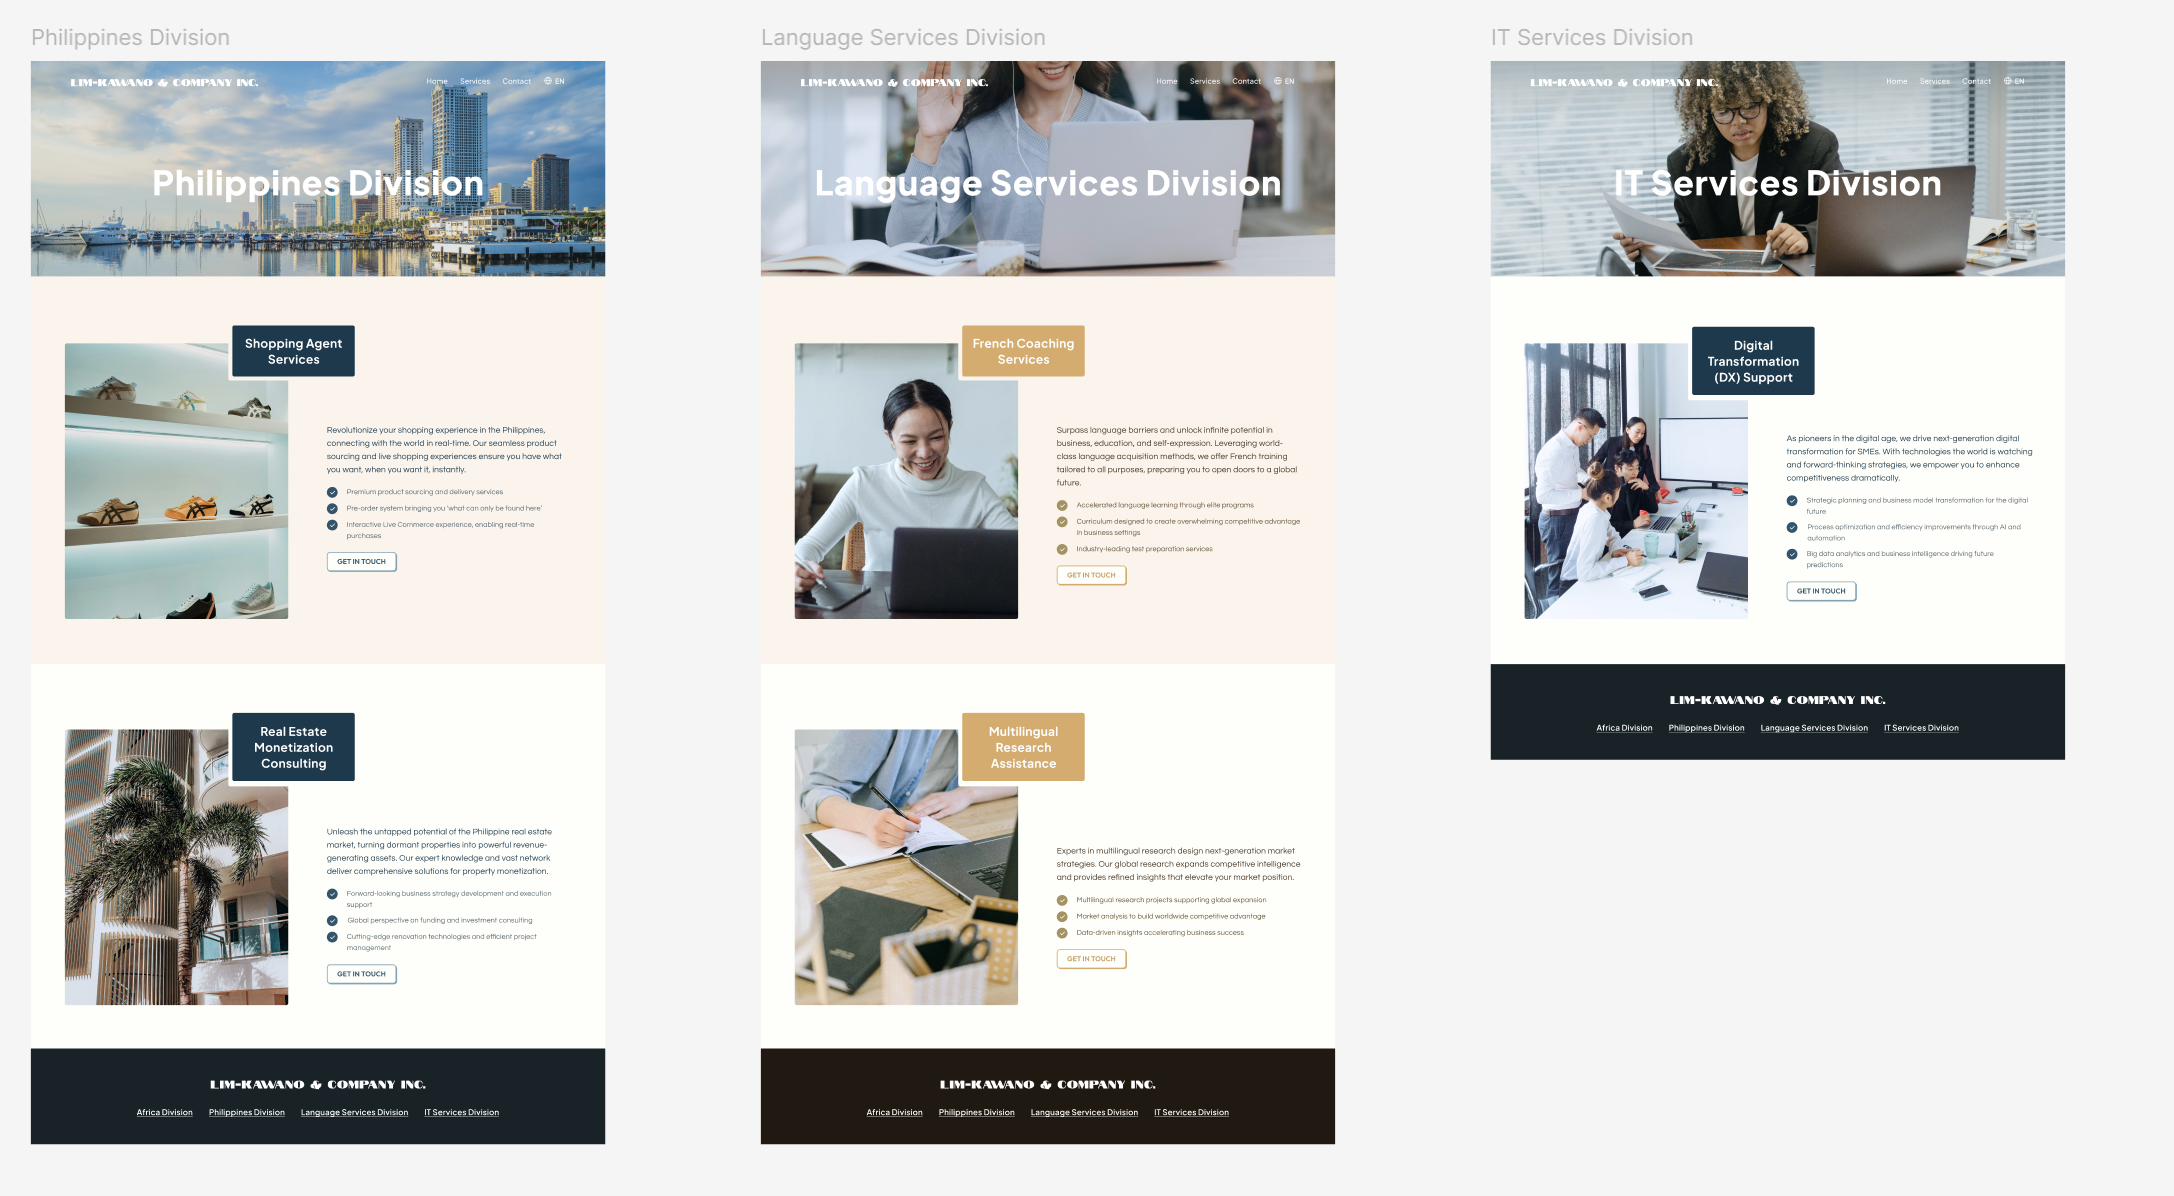 Philippines Division
LIM-KAWANO & COMPANY INC.
Home Services Contact EN
Philippines Division
Shopping Agent
Services
Revolutionize your shopping experience in the Philippines,
connecting with the world in real-time. Our seamless product
sourcing and live shopping experiences ensure you have what
you want, when you want it, instantly.
Premium product sourcing and delivery services
Pre-order system bringing you 'what can only be found here'
Interactive Live Commerce experience, enabling real-time
purchases
GET IN TOUCH
Real Estate
Monetization
Consulting
Unleash the untapped potential of the Philippine real estate
market, turning dormant properties into powerful revenue-
generating assets. Our expert knowledge and vast network
deliver comprehensive solutions for property monetization.
Forward-looking business strategy development and execution
support
Global perspective on funding and investment consulting
Cutting-edge renovation technologies and efficient project
management
GET IN TOUCH
LIM-KAWANO & COMPANY INC.
Africa Division Philippines Division Language Services Division IT Services Division
Language Services Division
LIM-KAWANO & COMPANY INC.
Home Services Contact EN
Language Services Division
French Coaching
Services
Surpass language barriers and unlock infinite potential in
business, education, and self-expression. Leveraging world-
class language acquisition methods, we offer French training
tailored to all purposes, preparing you to open doors to a global
future.
Accelerated language learning through elite programs
Curriculum designed to create overwhelming competitive advantage
in business settings
Industry-leading test preparation services
GET IN TOUCH
Multilingual
Research
Assistance
Experts in multilingual research design next-generation market
strategies. Our global research expands competitive intelligence
and provides refined insights that elevate your market position.
Multilingual research projects supporting global expansion
Market analysis to build worldwide competitive advantage
Data-driven insights accelerating business success
GET IN TOUCH
LIM-KAWANO & COMPANY INC.
Africa Division Philippines Division Language Services Division IT Services Division
IT Services Division
LIM-KAWANO & COMPANY INC.
Home Services Contact EN
IT Services Division
Digital
Transformation
(DX) Support
As pioneers in the digital age, we drive next-generation digital
transformation for SMEs. With technologies the world is watching
and forward-thinking strategies, we empower you to enhance
competitiveness dramatically.
Strategic planning and business model transformation for the digital
future
Process aptimization and efficiency improvements through AI and
automation
Big data analytics and business intelligence driving future
predictions
GET IN TOUCH
LIM-KAWANO & COMPANY INC.
Africa Division Philippines Division Language Services Division IT Services Division